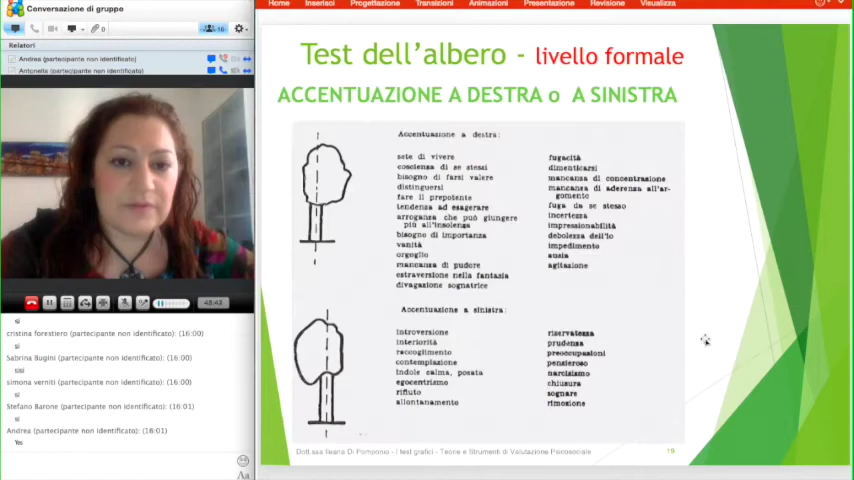 Conversazione di gruppo
16
0
Relatori
Andrea (partecipante non identificato)
Antonella (partecipante non identificato)
48:43
si
cristina forestiero (partecipante non identificato): (16:00)
si
Sabrina Bugini (partecipante non identificato): (16:00)
sisi
simona verniti (partecipante non identificato): (16:00)
si
Stefano Barone (partecipante non identificato): (16:01)
si
Andrea (partecipante non identificato): (16:01)
Yes
Aa
Home Inserisci Progettazione Transizioni Animazioni Presentazione Revisione Visualizza
Test dell'albero - livello formale
ACCENTUAZIONE A DESTRA o A SINISTRA
Accentuazione a destra:
sete di vivere
coscienza di se stessi
bisogno di farsi valere
distinguersi
fare il prepotente
tendenza ad esagerare
arroganza che può giungere
più all'insolenza
bisogno di importanza
vanità
orgoglio
mancanza di pudore
estraversione nella fantasia
divagazione sognatrice
fugacità
dimenticarsi
mancanza di concentrazione
mancanza di aderenza all'ar-
gomento
fuga da se stesso
incertezza
impressionabilità
debolezza dell'io
impedimento
ansia
agitazione
Accentuazione a sinistra:
introversione
interiorità
raccoglimento
contemplazione
indole calma, posata
egocentrismo
rifiuto
allontanamento
riservatezza
prudenza
preoccupazioni
pensieroso
narcisismo
chiusura
sognare
rimozione
Dott.ssa Ilearia Di Pomponio - I test grafici - Teorie e Strumenti di Valutazione Psicosociale
19